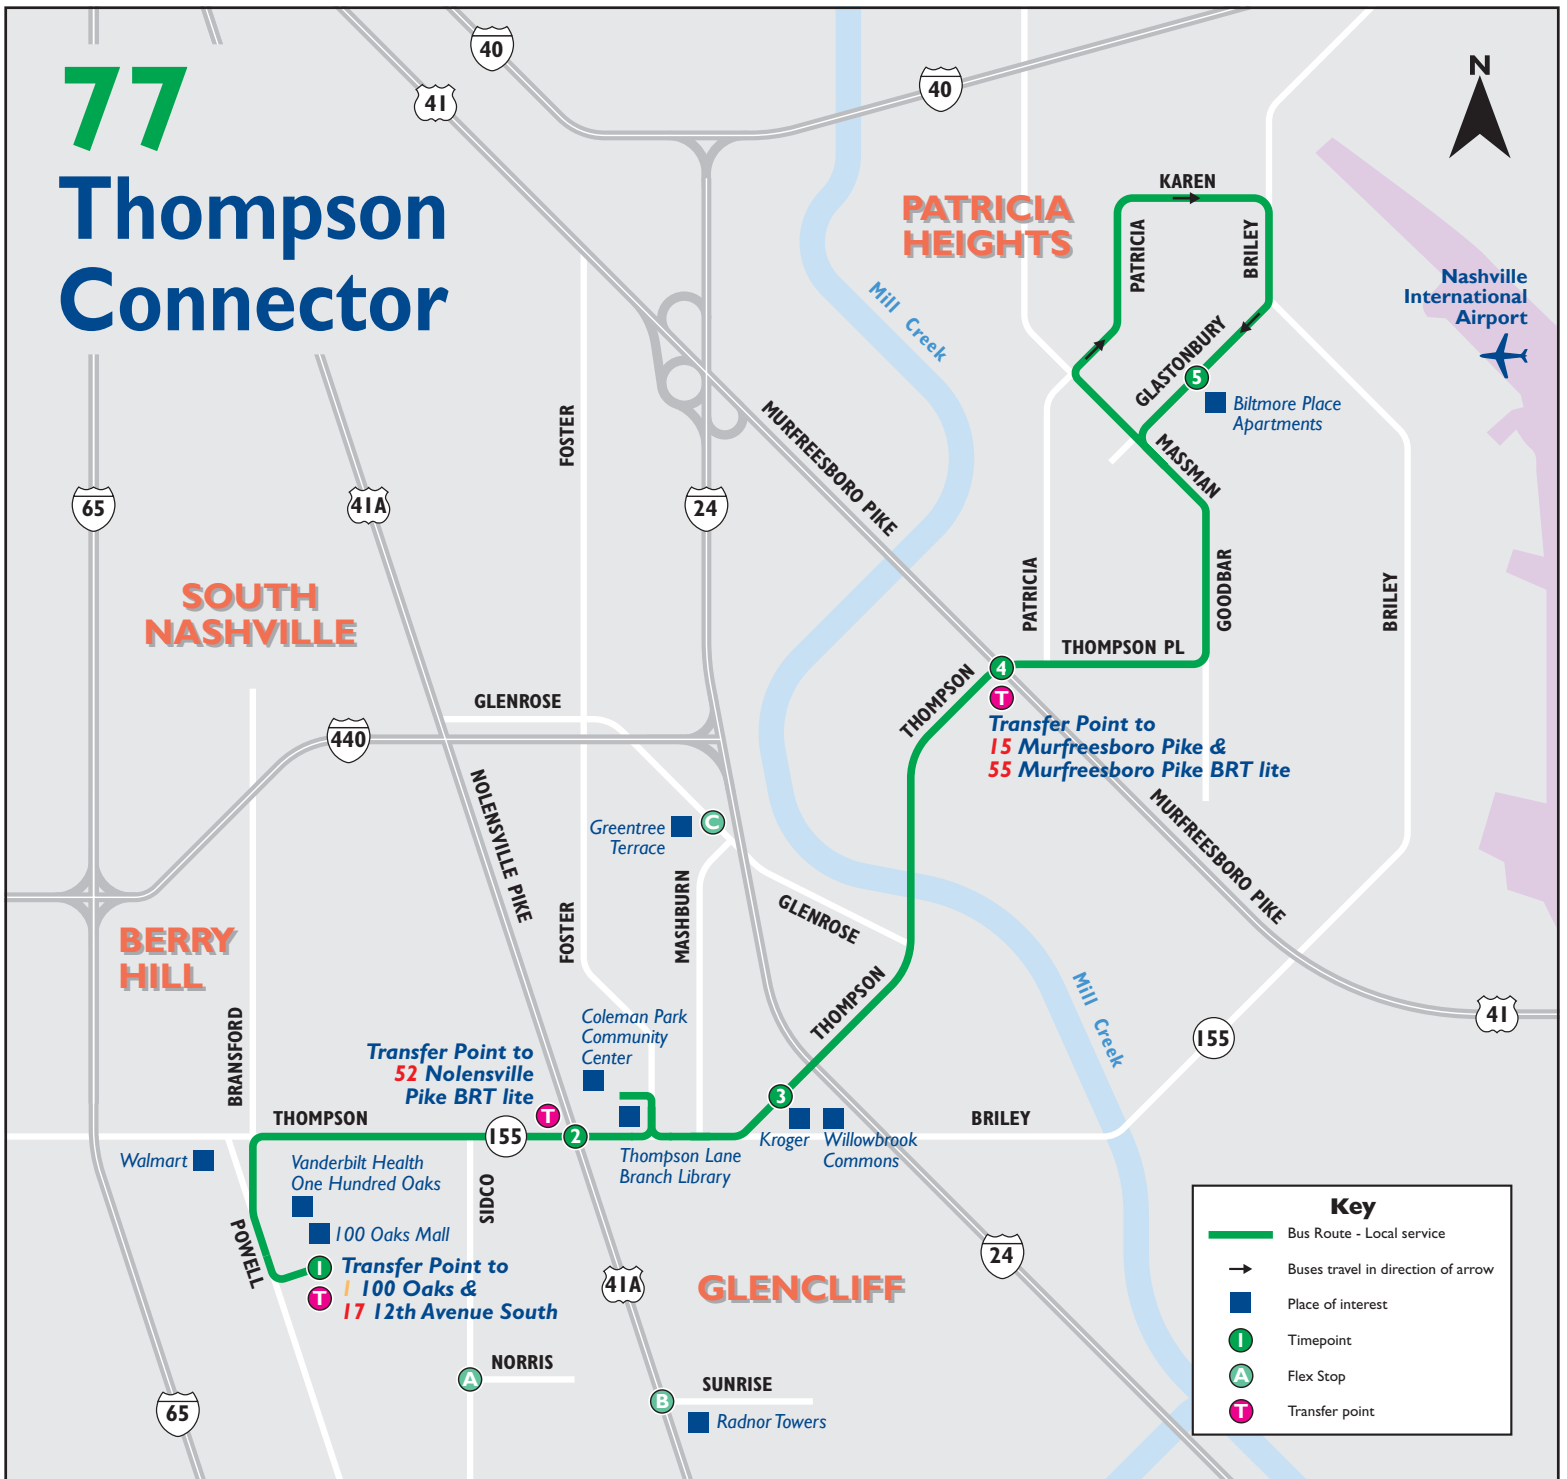 77
Thompson
Connector
40
41
40
N
KAREN
PATRICIA
HEIGHTS
PATRICIA
BRILEY
Nashville
International
Airport
Mill Creek
GLASTONBURY
5
Biltmore Place
Apartments
FOSTER
MURFREESBORO PIKE
MASSMAN
65
41A
24
SOUTH
NASHVILLE
PATRICIA
GOODBAR
BRILEY
THOMPSON PL
4
THOMPSON
T
GLENROSE
Transfer Point to
15 Murfreesboro Pike &
55 Murfreesboro Pike BRT lite
440
NOLENSVILLE PIKE
MURFREESBORO PIKE
Greentree
Terrace
C
MASHBURN
GLENROSE
FOSTER
BERRY
HILL
THOMPSON
Mill Creek
41
155
BRANSFORD
Coleman Park
Community
Center
Transfer Point to
52 Nolensville
Pike BRT lite
T
3
THOMPSON
155
2
BRILEY
Kroger
Willowbrook
Commons
Thompson Lane
Branch Library
Walmart
Vanderbilt Health
One Hundred Oaks
SIDCO
100 Oaks Mall
POWELL
1
Transfer Point to
1 100 Oaks &
17 12th Avenue South
T
41A
GLENCLIFF
24
NORRIS
A
SUNRISE
B
Radnor Towers
65
Key
Bus Route - Local service
Buses travel in direction of arrow
Place of interest
1
Timepoint
A
Flex Stop
T
Transfer point